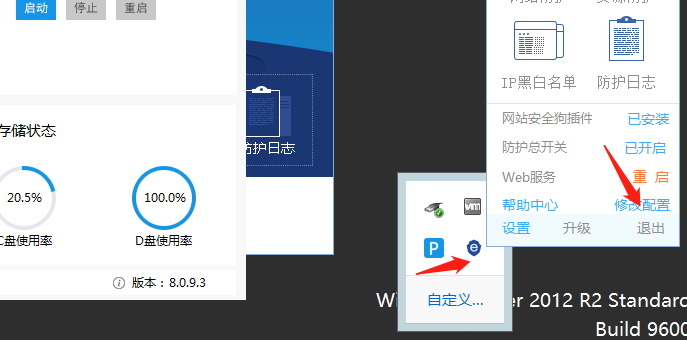 启动 停止 重启
存储状态
20.5% 100.0%
C盘使用率 D盘使用率
版本：8.0.9.3
防护日志
IP黑白名单 防护日志
网站安全狗插件 已安装
防护总开关 已开启
Web服务 重 启
帮助中心 修改配置
设置 升级 退出
vm
P
e
自定义...
Wi er 2012 R2 Standard
Build 9600